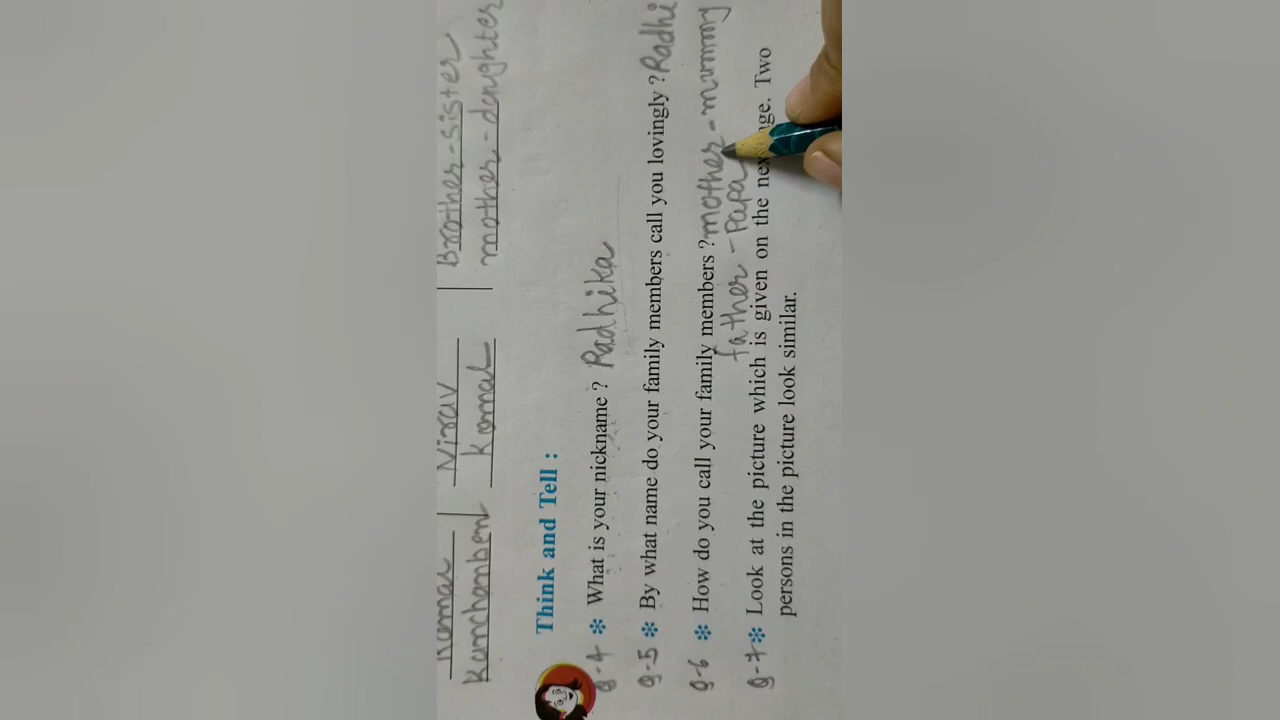 Kumar Nirav Brother-sister
Kanchanben Komal mother-doughter
Think and Tell :
Q-4 * What is your nickname ? Radhika
Q-5 * By what name do your family members call you lovingly ? Radhi
Q-6 * How do you call your family members ? mother-mummy
father - Papa
Q-7 * Look at the picture which is given on the next age. Two
persons in the picture look similar.